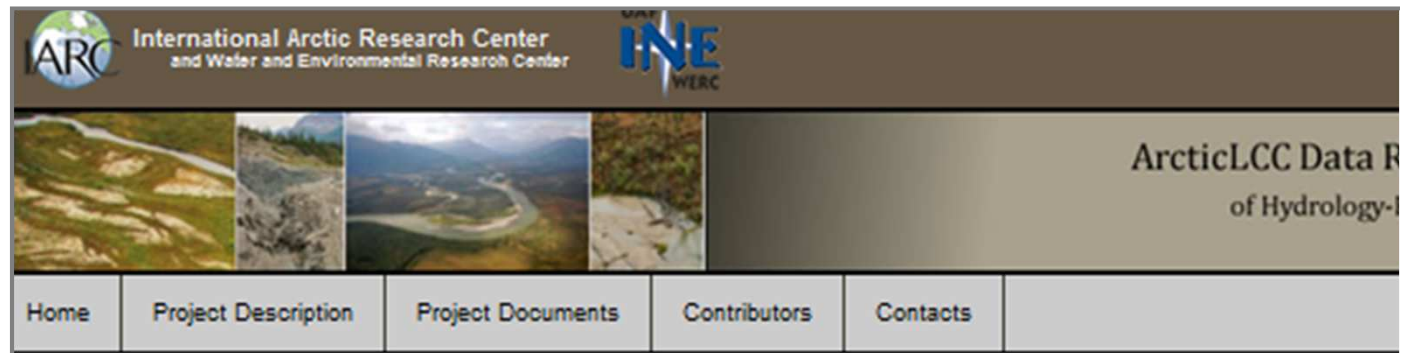 IARC
International Arctic Research Center
and Water and Environmental Research Center
INE
WERC
ArcticLCC Data
of Hydrology-
Home
Project Description
Project Documents
Contributors
Contacts